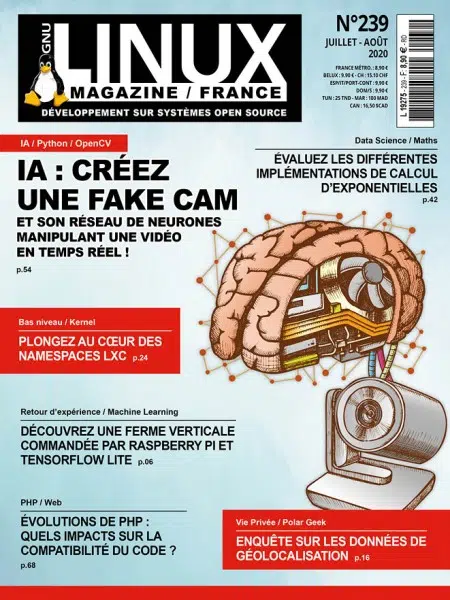 GNU
LINUX
MAGAZINE / FRANCE
DÉVELOPPEMENT SUR SYSTÈMES OPEN SOURCE
N°239
JUILLET - AOÛT
2020
FRANCE MÉTRO. : 8,90 €
BELUX : 9,90 € - CH : 15,10 CHF
ESP/IT/PORT-CONT : 9,90 €
DOM/S : 9,90 €
TUN : 25 TND - MAR : 100 MAD
CAN : 16,50 $CAD
L 19275 - 239 - F: 8,90 € - RD
IA / Python / OpenCV
IA : CRÉEZ
UNE FAKE CAM
ET SON RÉSEAU DE NEURONES
MANIPULANT UNE VIDÉO
EN TEMPS RÉEL !
p.54
Data Science / Maths
ÉVALUEZ LES DIFFÉRENTES
IMPLÉMENTATIONS DE CALCUL
D'EXPONENTIELLES
p.42
Bas niveau / Kernel
PLONGEZ AU CŒUR DES
NAMESPACES LXC p.24
Retour d'expérience / Machine Learning
DÉCOUVREZ UNE FERME VERTICALE
COMMANDÉE PAR RASPBERRY PI ET
TENSORFLOW LITE p.06
PHP / Web
ÉVOLUTIONS DE PHP :
QUELS IMPACTS SUR LA
COMPATIBILITÉ DU CODE ?
p.68
Vie Privée / Polar Geek
ENQUÊTE SUR LES DONNÉES DE
GÉOLOCALISATION p.16